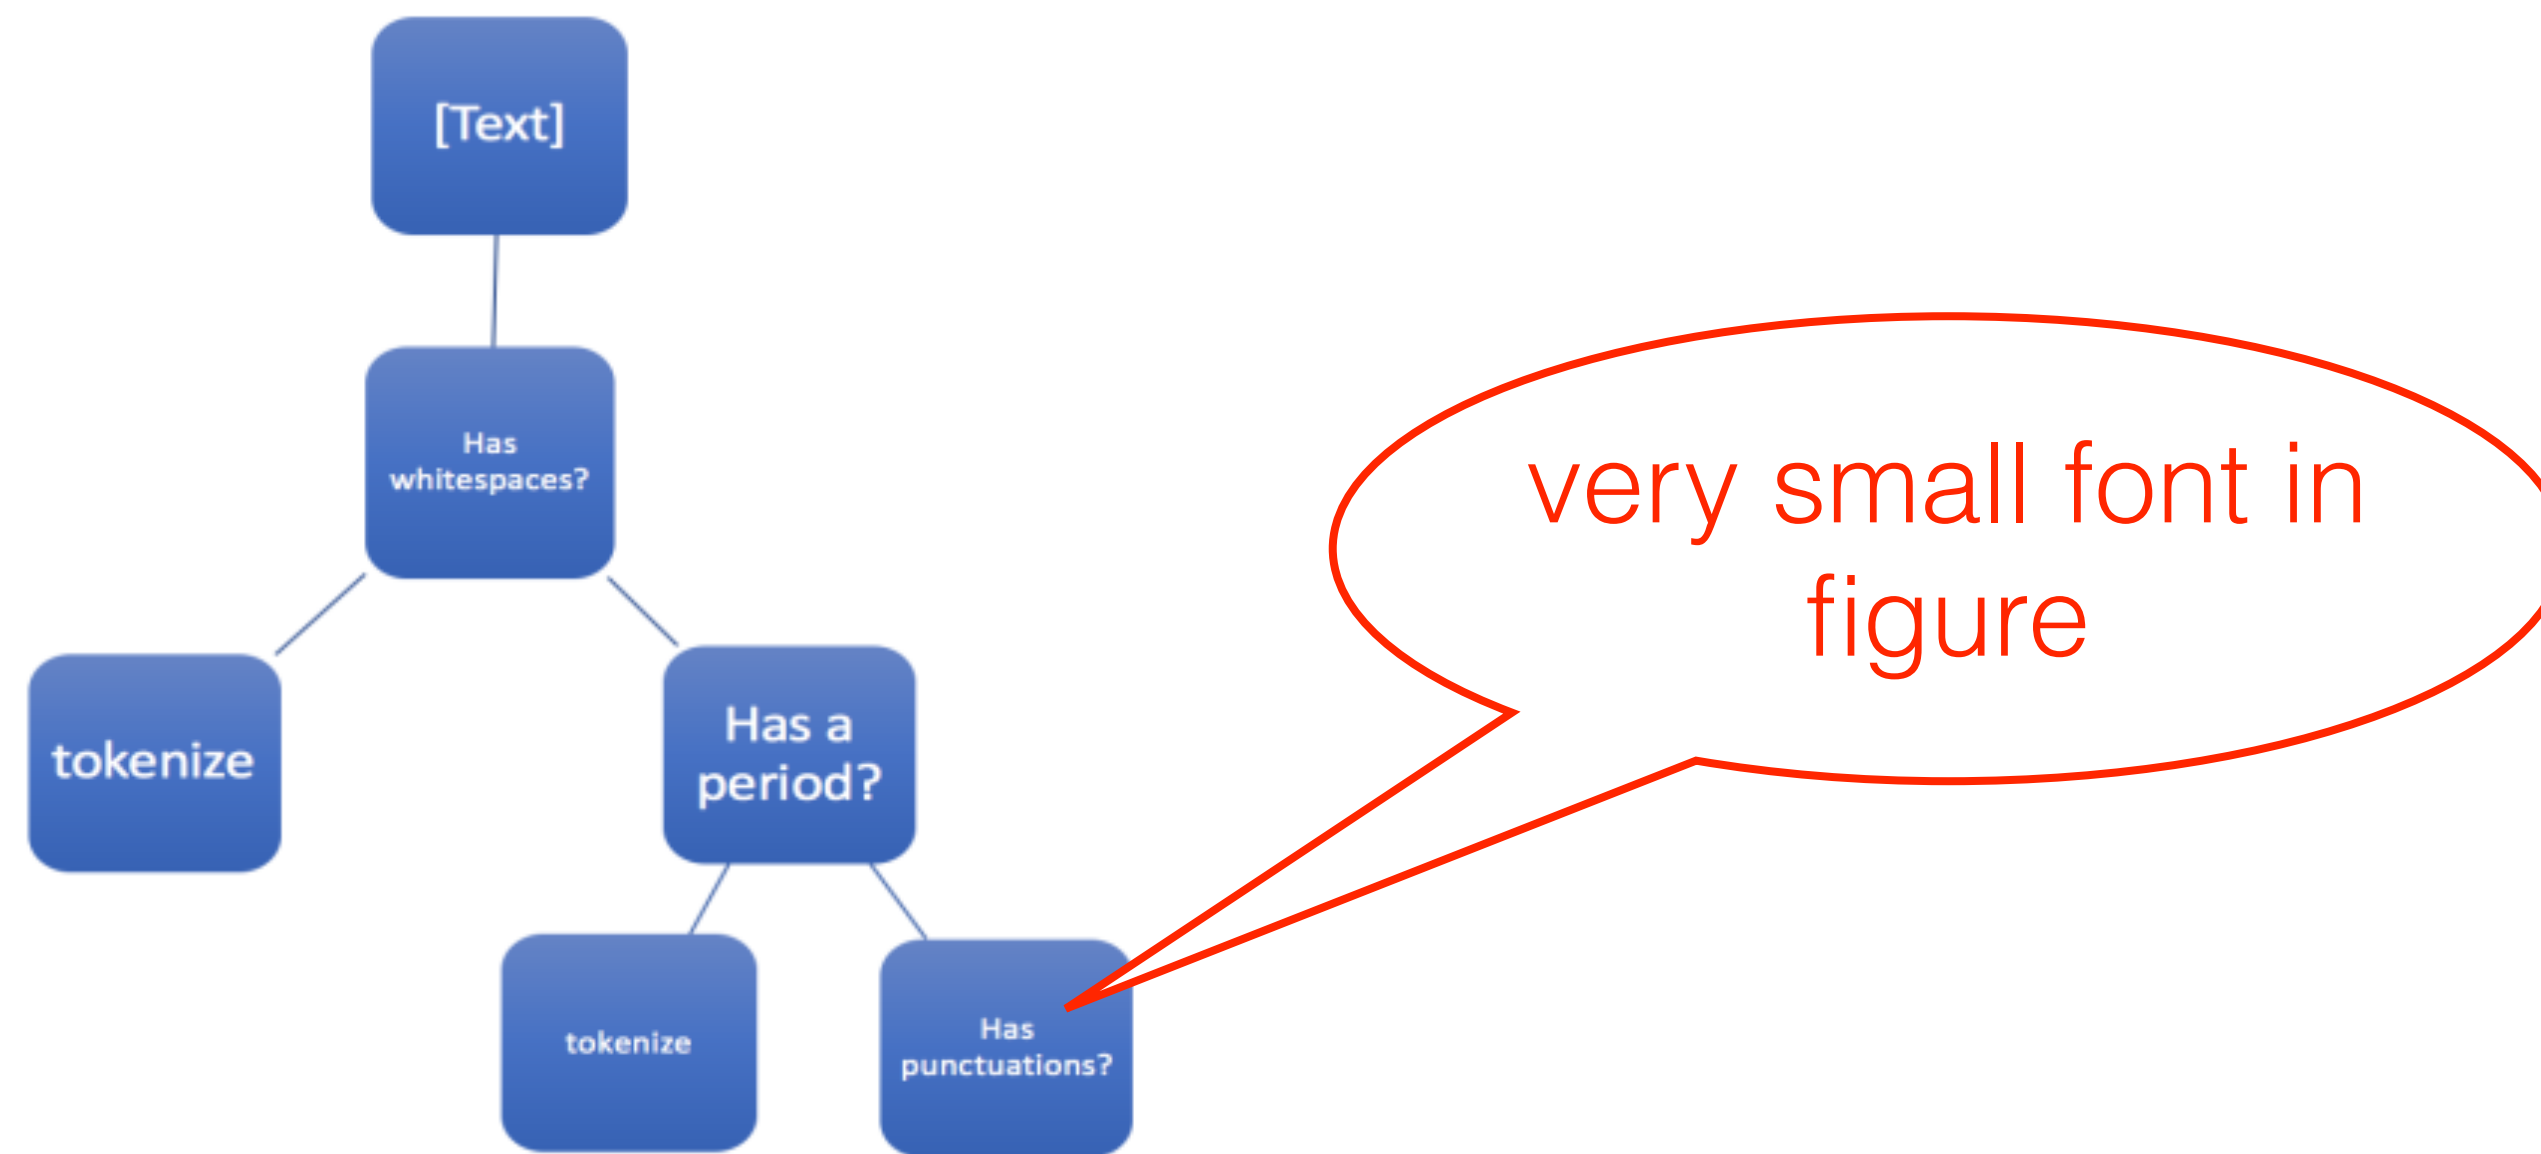 [Text]
Has
whitespaces?
very small font in
figure
tokenize
Has a
period?
tokenize
Has
punctuations?